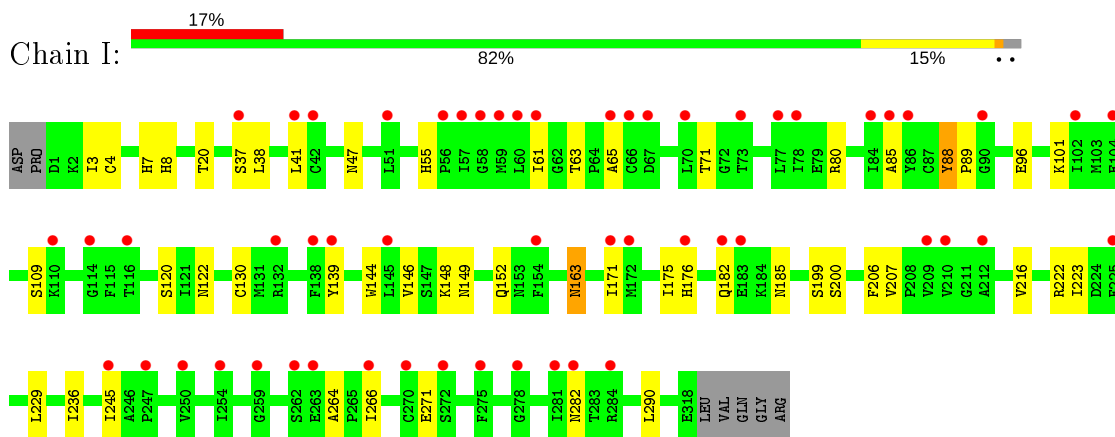 17%
Chain I:
82% 15% • •
ASP PRO D1 K2 I3 C4 H7 H8 T20 S37 L38 L41 C42 N47 L51 H55 P56 I57 G58 M59 L60 I61 G62 T63 P64 A65 C66 D67 L70 T71 G72 T73 L77 I78 E79 R80 I84 A85 Y86 C87 Y88 P89 G90 E96 K101 I102 M103 E104
S109 K110 G114 F115 T116 S120 I121 N122 C130 M131 R132 F138 Y139 W144 L145 V146 S147 K148 N149 Q152 N153 F154 N163 I171 M172 I175 H176 Q182 E183 K184 N185 S199 S200 F206 V207 P208 V209 V210 G211 A212 V216 R222 I223 D224 F225
L229 I236 I245 A246 P247 V250 I254 G259 S262 E263 A264 P265 I266 C270 E271 S272 F275 G278 I281 N282 T283 R284 L290 E318 LEU VAL GLN GLY ARG